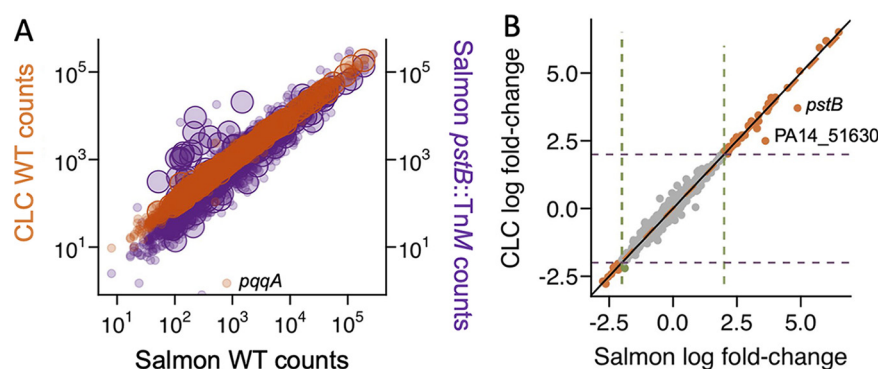 A
CLC WT counts
10^5
10^3
10^1
pqqA
10^5
10^3
10^1
Salmon pstB::TnM counts
10^1
10^2
10^3
10^4
10^5
Salmon WT counts
B
CLC log fold-change
5.0
2.5
0.0
-2.5
pstB
PA14_51630
-2.5
0.0
2.5
5.0
Salmon log fold-change